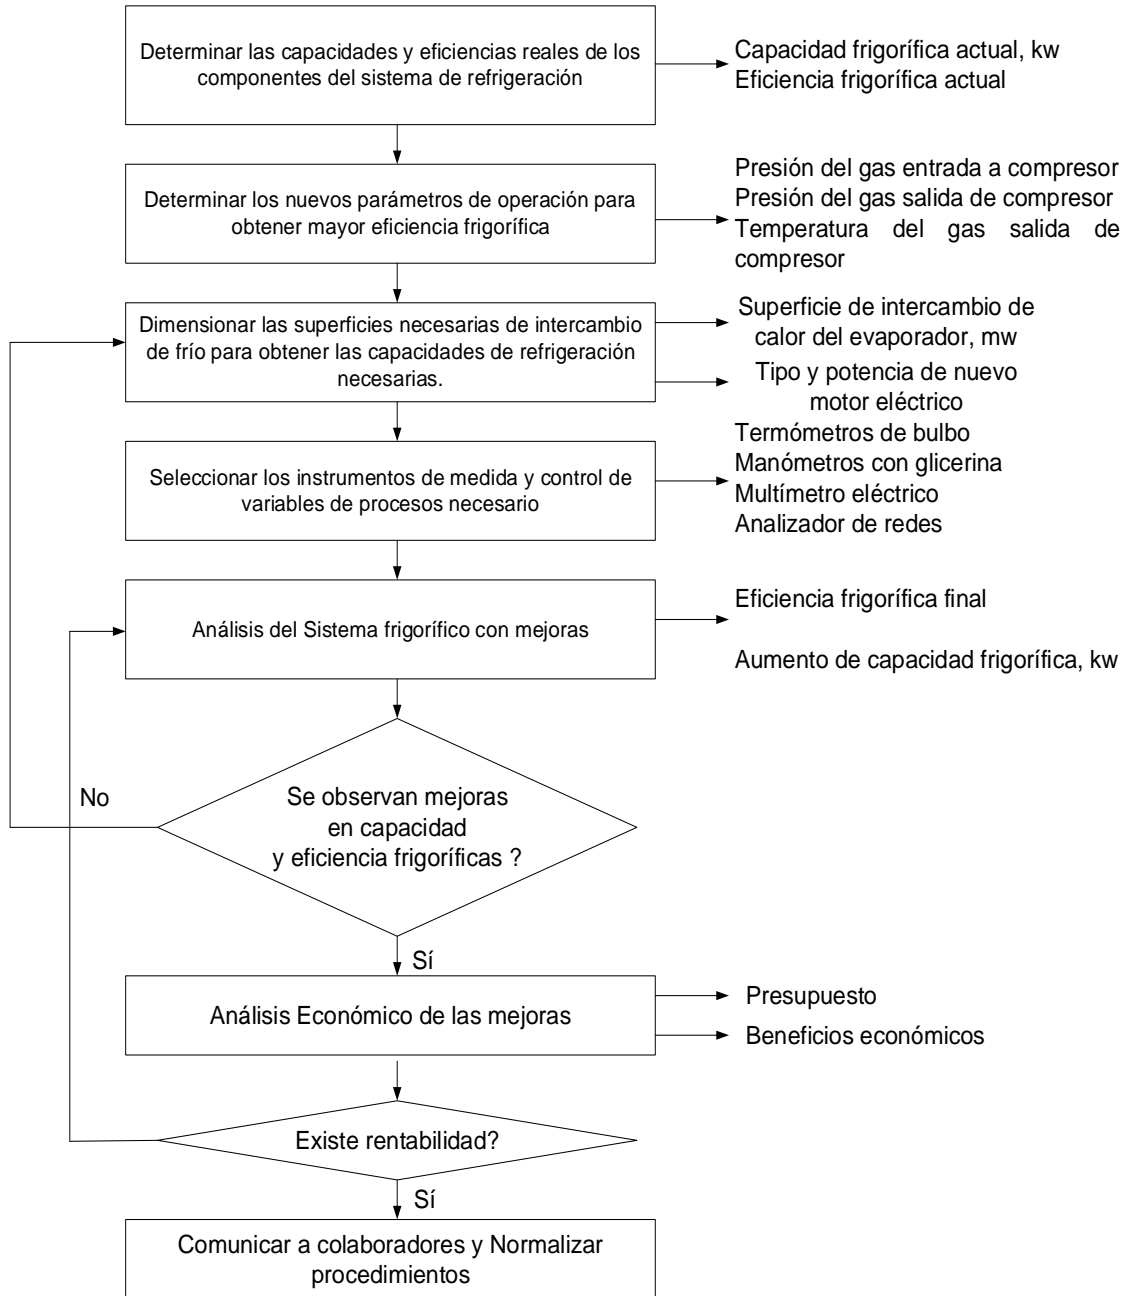 Determinar las capacidades y eficiencias reales de los
componentes del sistema de refrigeración
Capacidad frigorífica actual, kw
Eficiencia frigorífica actual
Determinar los nuevos parámetros de operación para
obtener mayor eficiencia frigorífica
Presión del gas entrada a compresor
Presión del gas salida de compresor
Temperatura del gas salida de
compresor
Dimensionar las superficies necesarias de intercambio
de frío para obtener las capacidades de refrigeración
necesarias.
Superficie de intercambio de
calor del evaporador, mw
Tipo y potencia de nuevo
motor eléctrico
Seleccionar los instrumentos de medida y control de
variables de procesos necesario
Termómetros de bulbo
Manómetros con glicerina
Multímetro eléctrico
Analizador de redes
Análisis del Sistema frigorífico con mejoras
Eficiencia frigorífica final
Aumento de capacidad frigorífica, kw
Se observan mejoras
en capacidad
y eficiencia frigoríficas ?
No
Sí
Análisis Económico de las mejoras
Presupuesto
Beneficios económicos
Existe rentabilidad?
Sí
Comunicar a colaboradores y Normalizar
procedimientos